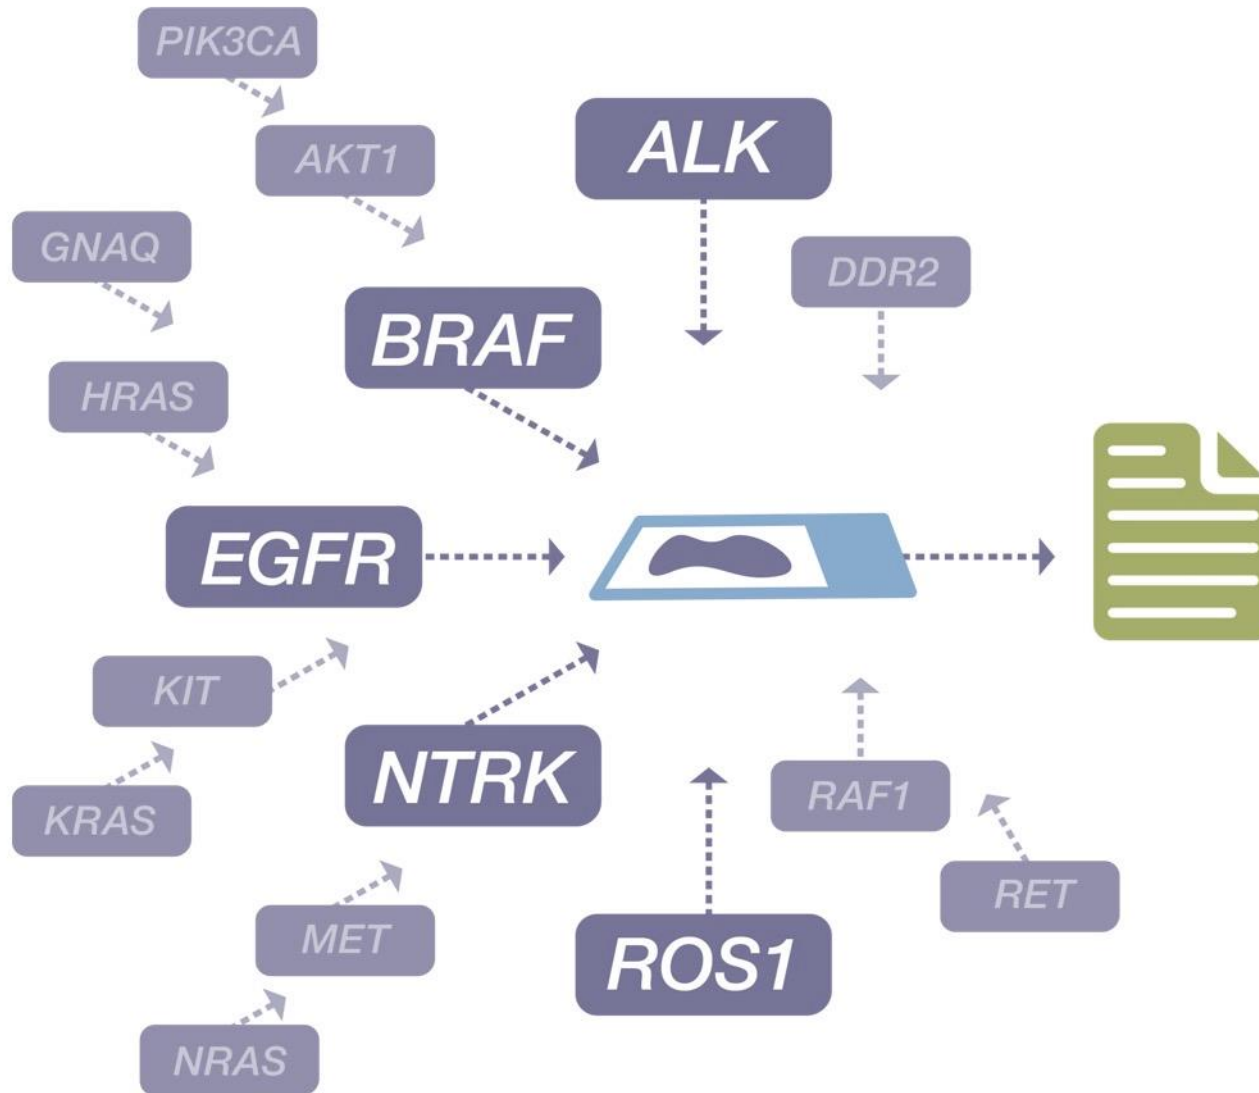 PIK3CA
ALK
AKT1
GNAQ
DDR2
BRAF
HRAS
EGFR
KIT
NTRK
RAF1
KRAS
RET
MET
ROS1
NRAS